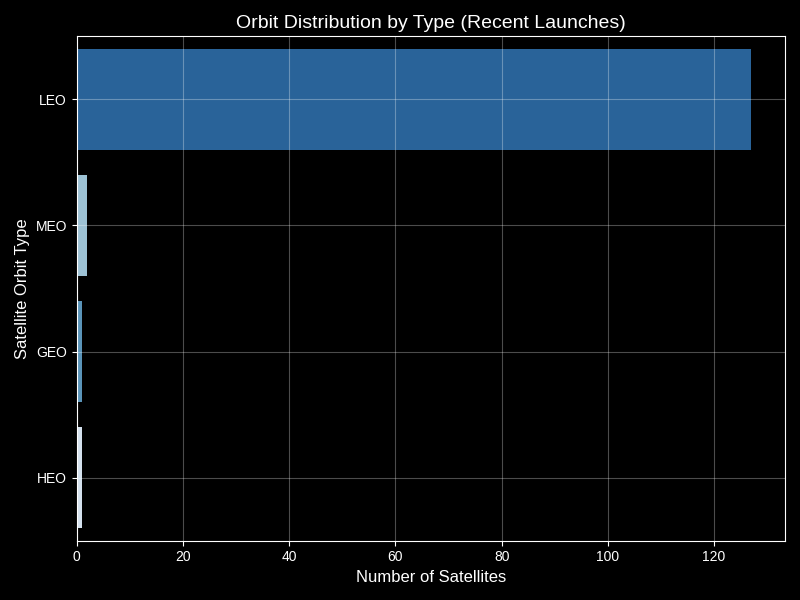 Orbit Distribution by Type (Recent Launches)
Satellite Orbit Type
LEO
MEO
GEO
HEO
0 20 40 60 80 100 120
Number of Satellites